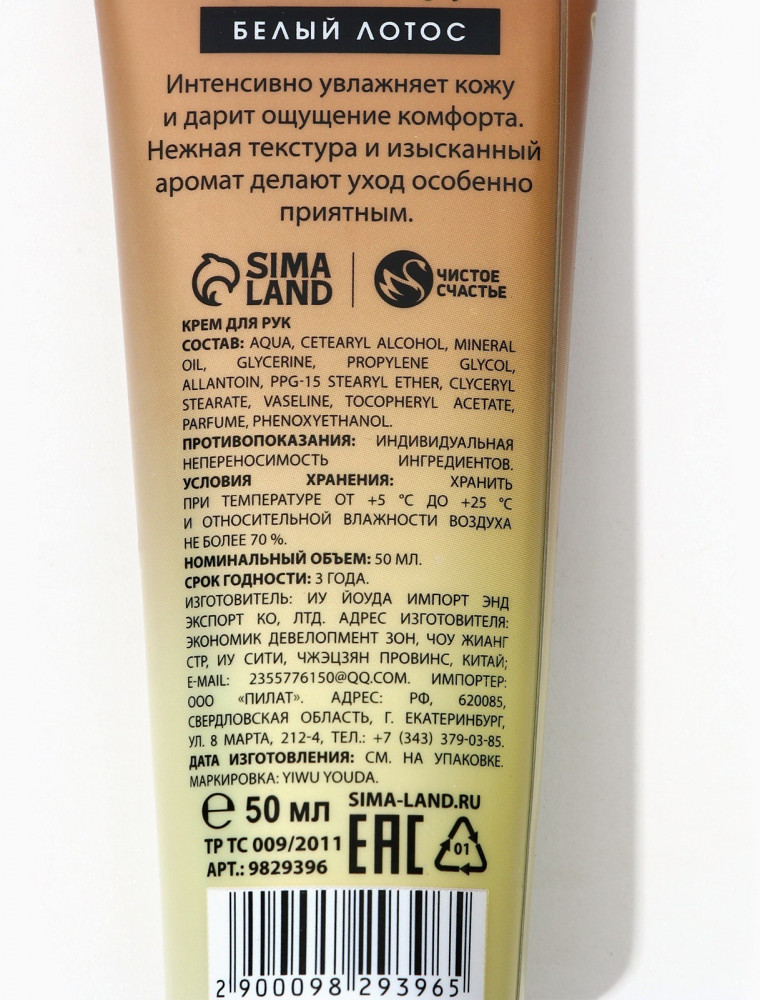 БЕЛЫЙ ЛОТОС
Интенсивно увлажняет кожу
и дарит ощущение комфорта.
Нежная текстура и изысканный
аромат делают уход особенно
приятным.
SIMA LAND
ЧИСТОЕ СЧАСТЬЕ
КРЕМ ДЛЯ РУК
СОСТАВ: AQUA, CETEARYL ALCOHOL, MINERAL
OIL, GLYCERINE, PROPYLENE GLYCOL,
ALLANTOIN, PPG-15 STEARYL ETHER, CLYCERYL
STEARATE, VASELINE, TOCOPHERYL ACETATE,
PARFUME, PHENOXYETHANOL.
ПРОТИВОПОКАЗАНИЯ: ИНДИВИДУАЛЬНАЯ
НЕПЕРЕНОСИМОСТЬ ИНГРЕДИЕНТОВ.
УСЛОВИЯ ХРАНЕНИЯ: ХРАНИТЬ
ПРИ ТЕМПЕРАТУРЕ ОТ +5 °С ДО +25 °С
И ОТНОСИТЕЛЬНОЙ ВЛАЖНОСТИ ВОЗДУХА
НЕ БОЛЕЕ 70 %.
НОМИНАЛЬНЫЙ ОБЪЕМ: 50 МЛ.
СРОК ГОДНОСТИ: 3 ГОДА.
ИЗГОТОВИТЕЛЬ: ИУ ЙОУДА ИМПОРТ ЭНД
ЭКСПОРТ КО, ЛТД. АДРЕС ИЗГОТОВИТЕЛЯ:
ЭКОНОМИК ДЕВЕЛОПМЕНТ ЗОН, ЧОУ ЖИАНГ
СТР, ИУ СИТИ, ЧЖЭЦЗЯН ПРОВИНС, КИТАЙ;
E-MAIL: 2355776150@QQ.COM. ИМПОРТЕР:
ООО «ПИЛАТ». АДРЕС: РФ, 620085,
СВЕРДЛОВСКАЯ ОБЛАСТЬ, Г. ЕКАТЕРИНБУРГ,
УЛ. 8 МАРТА, 212-4, ТЕЛ.: +7 (343) 379-03-85.
ДАТА ИЗГОТОВЛЕНИЯ: СМ. НА УПАКОВКЕ.
МАРКИРОВКА: YIWU YOUDA.
℮ 50 мл SIMA-LAND.RU
ТР ТС 009/2011 EAC 01
АРТ.: 9829396
2 900098 293965